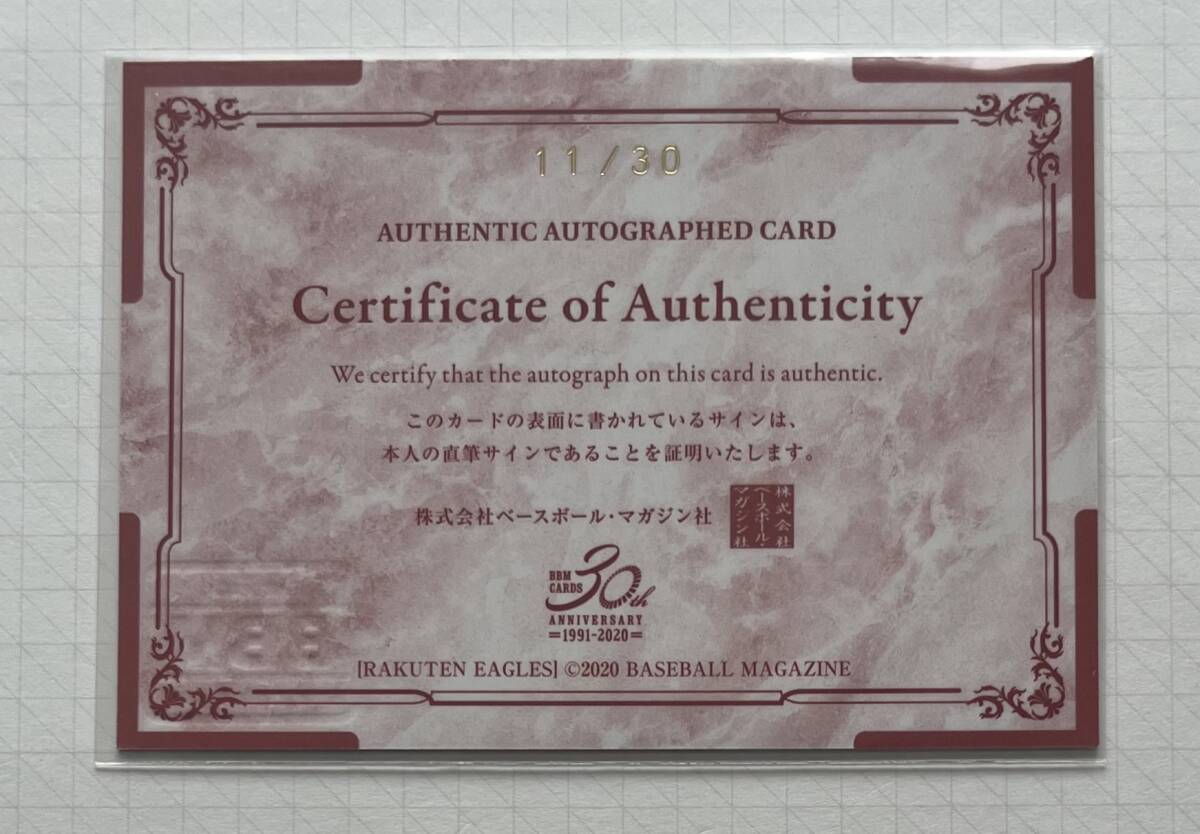 11/30
AUTHENTIC AUTOGRAPHED CARD
Certificate of Authenticity
We certify that the autograph on this card is authentic.
このカードの表面に書かれているサインは、
本人の直筆サインであることを証明いたします。
株式会社ベースボール・マガジン社
株式会社
ベースボール・
マガジン社
BBM
CARDS
30th
ANNIVERSARY
=1991-2020=
[RAKUTEN EAGLES] ©2020 BASEBALL MAGAZINE